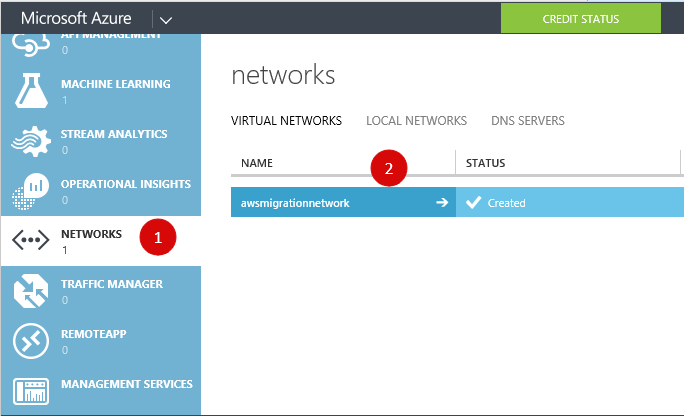 Microsoft Azure
CREDIT STATUS
API MANAGEMENT
0
MACHINE LEARNING
1
STREAM ANALYTICS
0
OPERATIONAL INSIGHTS
0
NETWORKS
1
1
TRAFFIC MANAGER
0
REMOTEAPP
0
MANAGEMENT SERVICES
networks
VIRTUAL NETWORKS LOCAL NETWORKS DNS SERVERS
NAME STATUS
2
awsmigrationnetwork Created